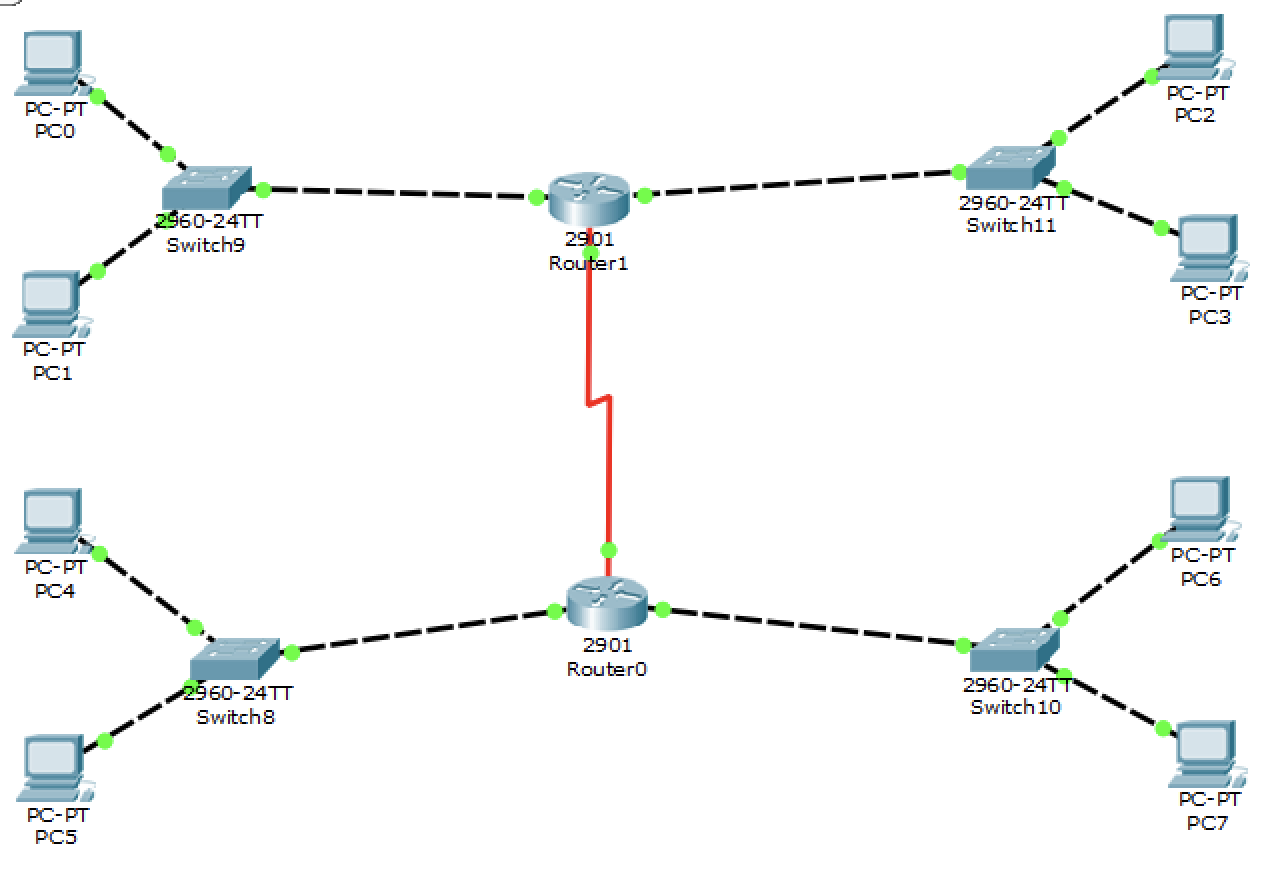 PC-PT
PC0
PC-PT
PC2
2960-24TT
Switch9
2901
Router1
2960-24TT
Switch11
PC-PT
PC1
PC-PT
PC3
PC-PT
PC4
PC-PT
PC6
2901
Router0
2960-24TT
Switch8
2960-24TT
Switch10
PC-PT
PC5
PC-PT
PC7